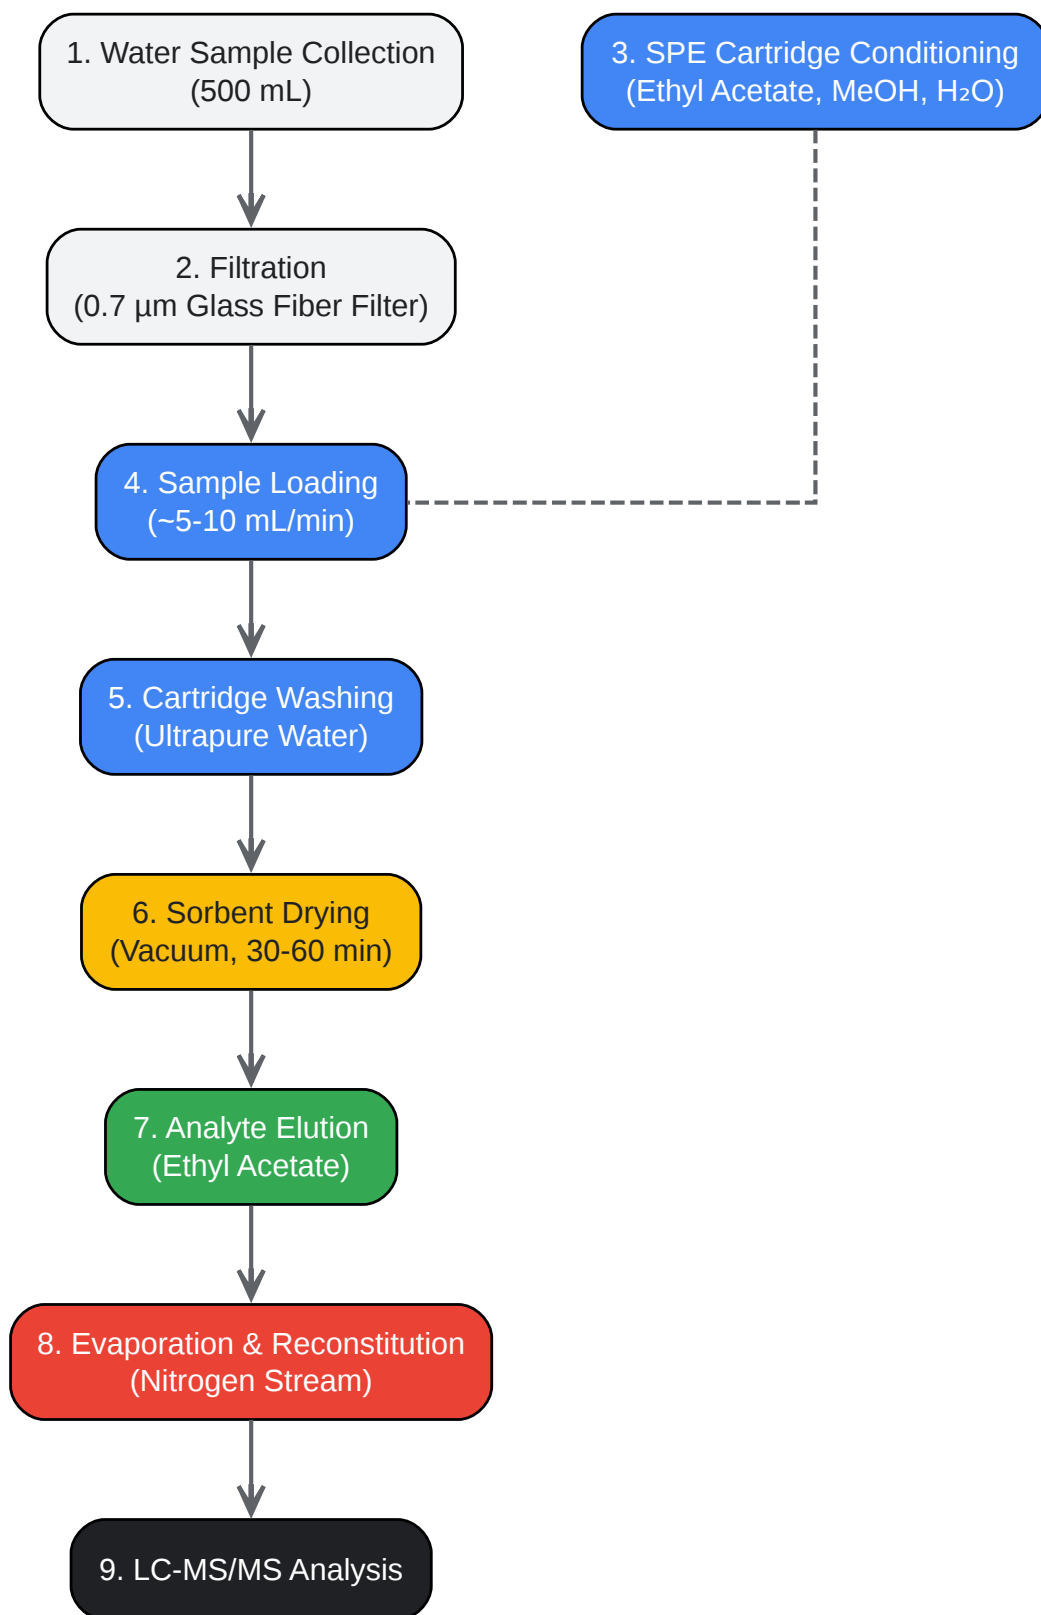 1. Water Sample Collection
(500 mL)
2. Filtration
(0.7 µm Glass Fiber Filter)
3. SPE Cartridge Conditioning
(Ethyl Acetate, MeOH, H₂O)
4. Sample Loading
(~5-10 mL/min)
5. Cartridge Washing
(Ultrapure Water)
6. Sorbent Drying
(Vacuum, 30-60 min)
7. Analyte Elution
(Ethyl Acetate)
8. Evaporation & Reconstitution
(Nitrogen Stream)
9. LC-MS/MS Analysis